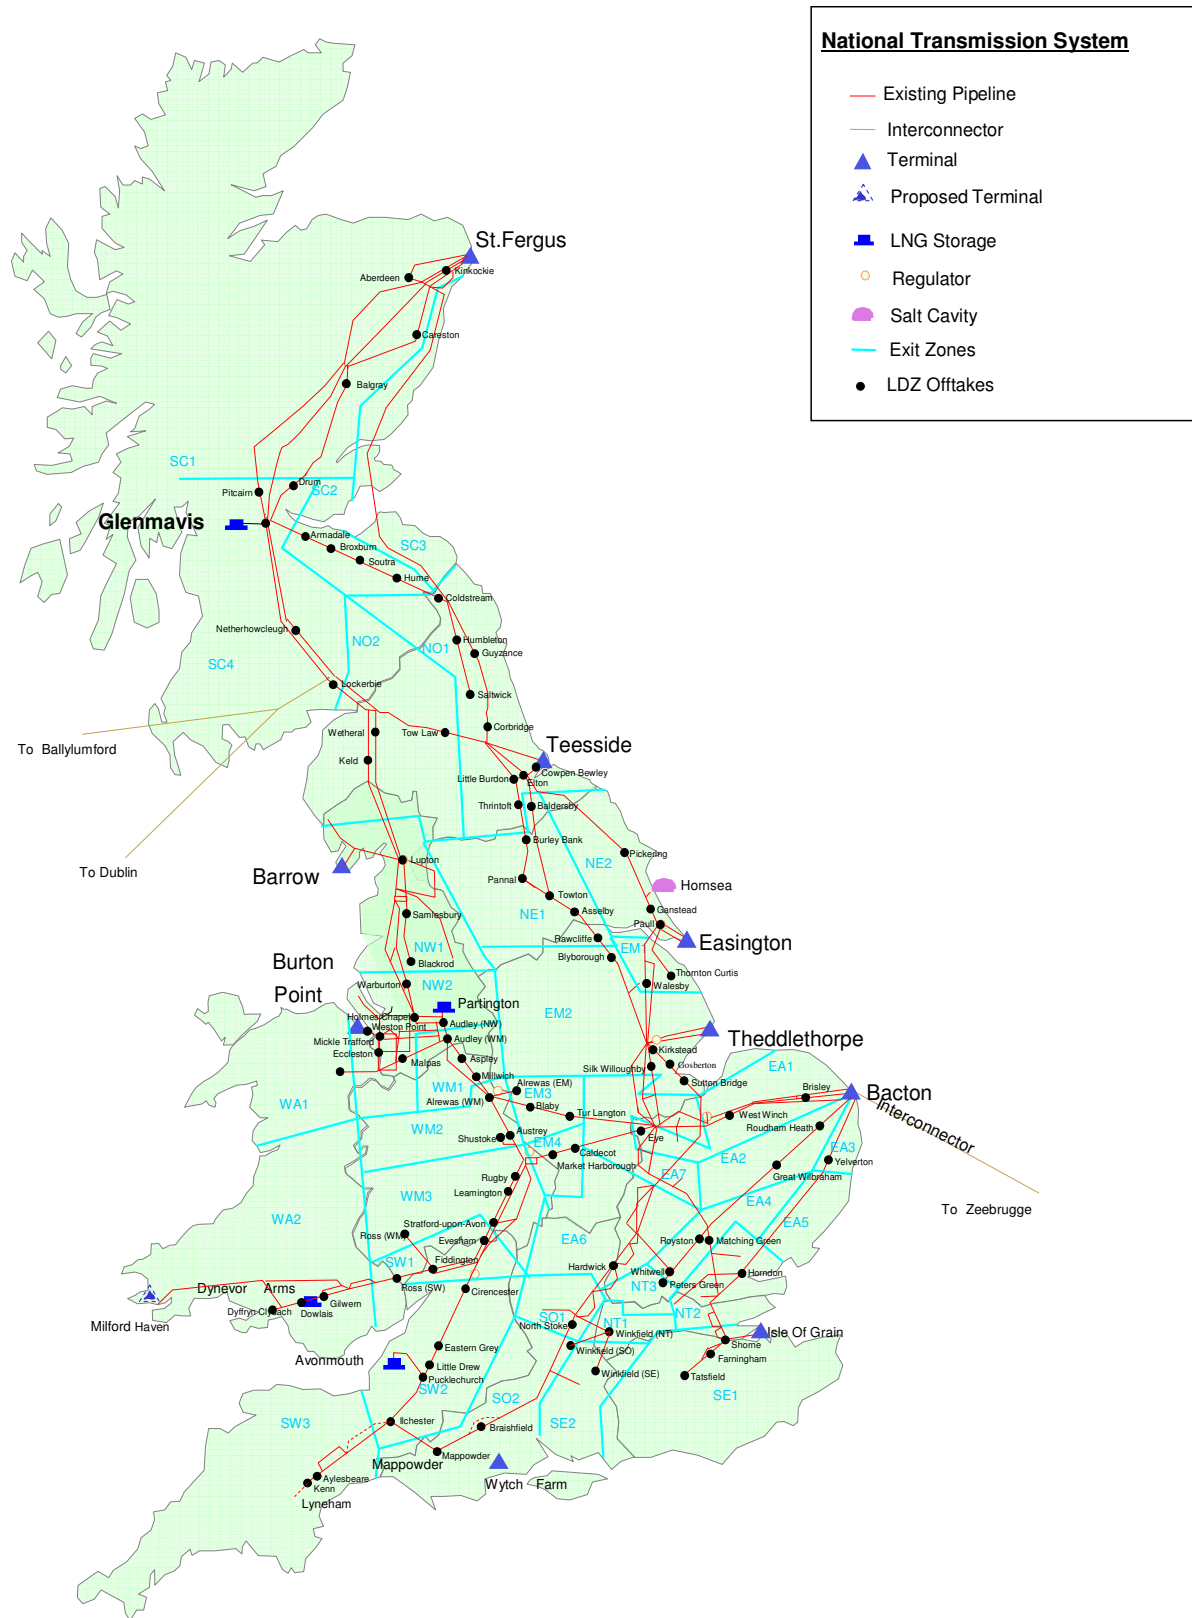 National Transmission System
Existing Pipeline
Interconnector
Terminal
Proposed Terminal
LNG Storage
Regulator
Salt Cavity
Exit Zones
LDZ Offtakes
St.Fergus
Kinkockie
Aberdeen
Careston
Balgray
SC1
Drum
SC2
Pitcairn
Glenmavis
Armadale
Broxburn
SC3
Soutra
Hume
Coldstream
Netherhowcleugh
NO2
NO1
Humbleton
Guyzance
SC4
Lockerbie
Saltwick
Corbridge
Wetheral
Tow Law
To Ballylumford
Teesside
Keld
Cowpen Bewley
Little Burdon
Elton
Thrintoft
Baldersby
Burley Bank
Lupton
Pickering
NE2
To Dublin
Barrow
Pannal
Hornsea
Towton
NE1
Asselby
Ganstead
Samlesbury
Paull
Rawcliffe
Easington
NW1
EM1
Blyborough
Burton
Point
Blackrod
Thornton Curtis
Warburton
NW2
Walesby
Partington
EM2
Holmes Chapel
Audley (NW)
Weston Point
Theddlethorpe
Mickle Trafford
Audley (WM)
Kirkstead
Eccleston
Malpas
Aspley
Silk Willoughby
Gosberton
EA1
Millwich
WM1
Alrewas (EM)
Sutton Bridge
Brisley
Bacton
EM3
Alrewas (WM)
WA1
Blaby
Interconnector
Tur Langton
West Winch
WM2
Roudham Heath
Austrey
Shustoke
Eye
EM4
Caldecot
EA3
Market Harborough
EA2
Yelverton
Rugby
EA7
Great Wilbraham
Leamington
WM3
EA4
To Zeebrugge
WA2
Stratford-upon-Avon
EA5
Ross (WM)
Evesham
EA6
Royston
Matching Green
SW1
Fiddington
Hardwick
Whitwell
Horndon
Ross (SW)
NT3
Peters Green
Dynevor Arms
Cirencester
Gilwern
Dyffryn Clydach
Dowlais
SO1
NT2
Milford Haven
North Stoke
NT1
Winkfield (NT)
Isle Of Grain
Shorne
Eastern Grey
Winkfield (SO)
Farningham
Avonmouth
Little Drew
Winkfield (SE)
Tatsfield
Pucklechurch
SW2
SO2
SE1
Ilchester
SW3
Braishfield
SE2
Mappowder
Mappowder
Aylesbeare
Kenn
Wytch Farm
Lyneham